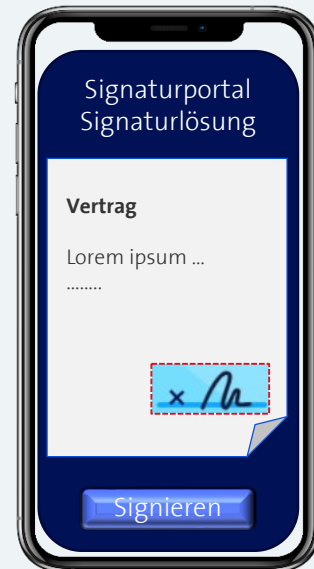 Signaturportal
Signaturlösung
Vertrag
Lorem ipsum ...
........
×
Signieren